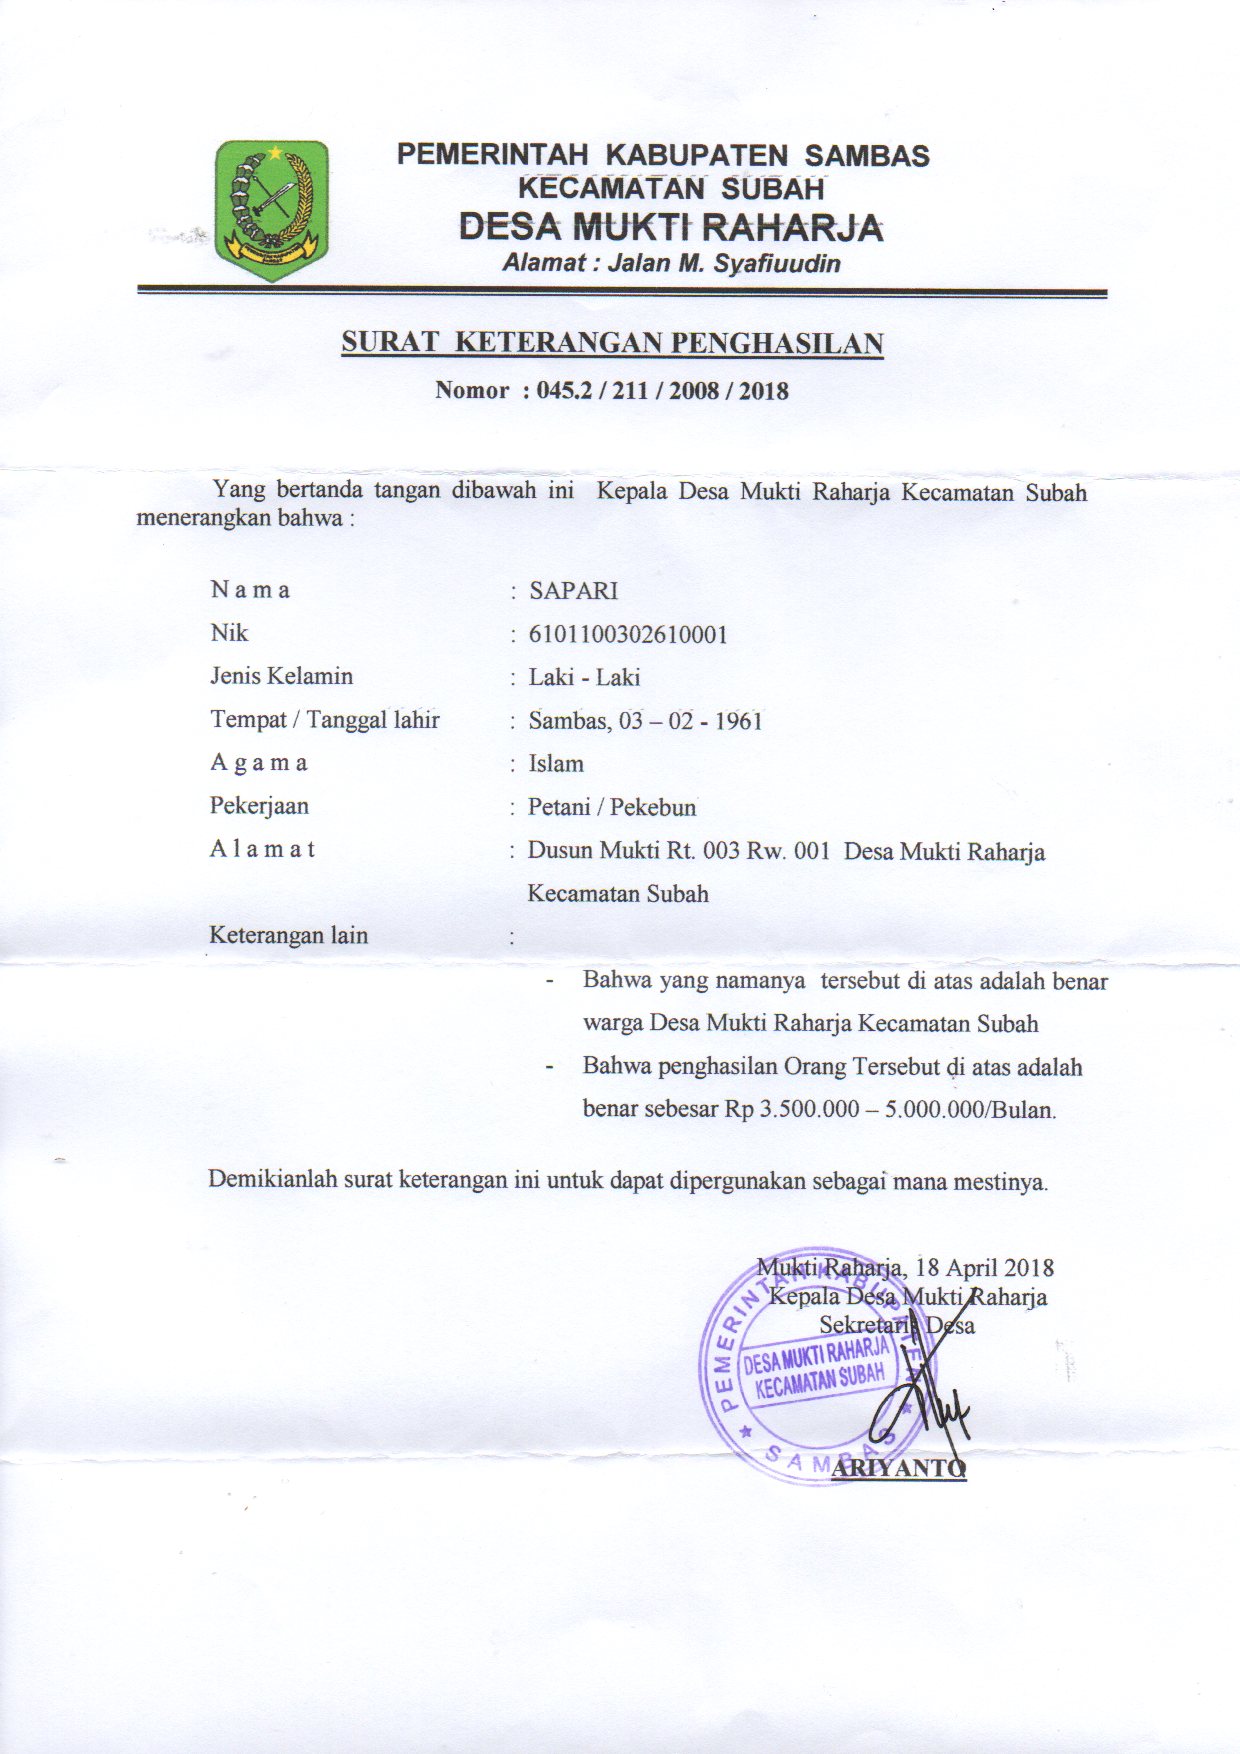 PEMERINTAH KABUPATEN SAMBAS
KECAMATAN SUBAH
DESA MUKTI RAHARJA
Alamat : Jalan M. Syafiuudin
SURAT KETERANGAN PENGHASILAN
Nomor : 045.2 / 211 / 2008 / 2018
Yang bertanda tangan dibawah ini Kepala Desa Mukti Raharja Kecamatan Subah
menerangkan bahwa :
N a m a : SAPARI
Nik : 6101100302610001
Jenis Kelamin : Laki - Laki
Tempat / Tanggal lahir : Sambas, 03 – 02 - 1961
A g a m a : Islam
Pekerjaan : Petani / Pekebun
A l a m a t : Dusun Mukti Rt. 003 Rw. 001 Desa Mukti Raharja
Kecamatan Subah
Keterangan lain :
- Bahwa yang namanya tersebut di atas adalah benar
warga Desa Mukti Raharja Kecamatan Subah
- Bahwa penghasilan Orang Tersebut di atas adalah
benar sebesar Rp 3.500.000 – 5.000.000/Bulan.
Demikianlah surat keterangan ini untuk dapat dipergunakan sebagai mana mestinya.
Mukti Raharja, 18 April 2018
Kepala Desa Mukti Raharja
Sekretaris Desa
PEMERINTAH KABUPATEN
DESA MUKTI RAHARJA
KECAMATAN SUBAH
★ SAMBAS ★
ARIYANTO